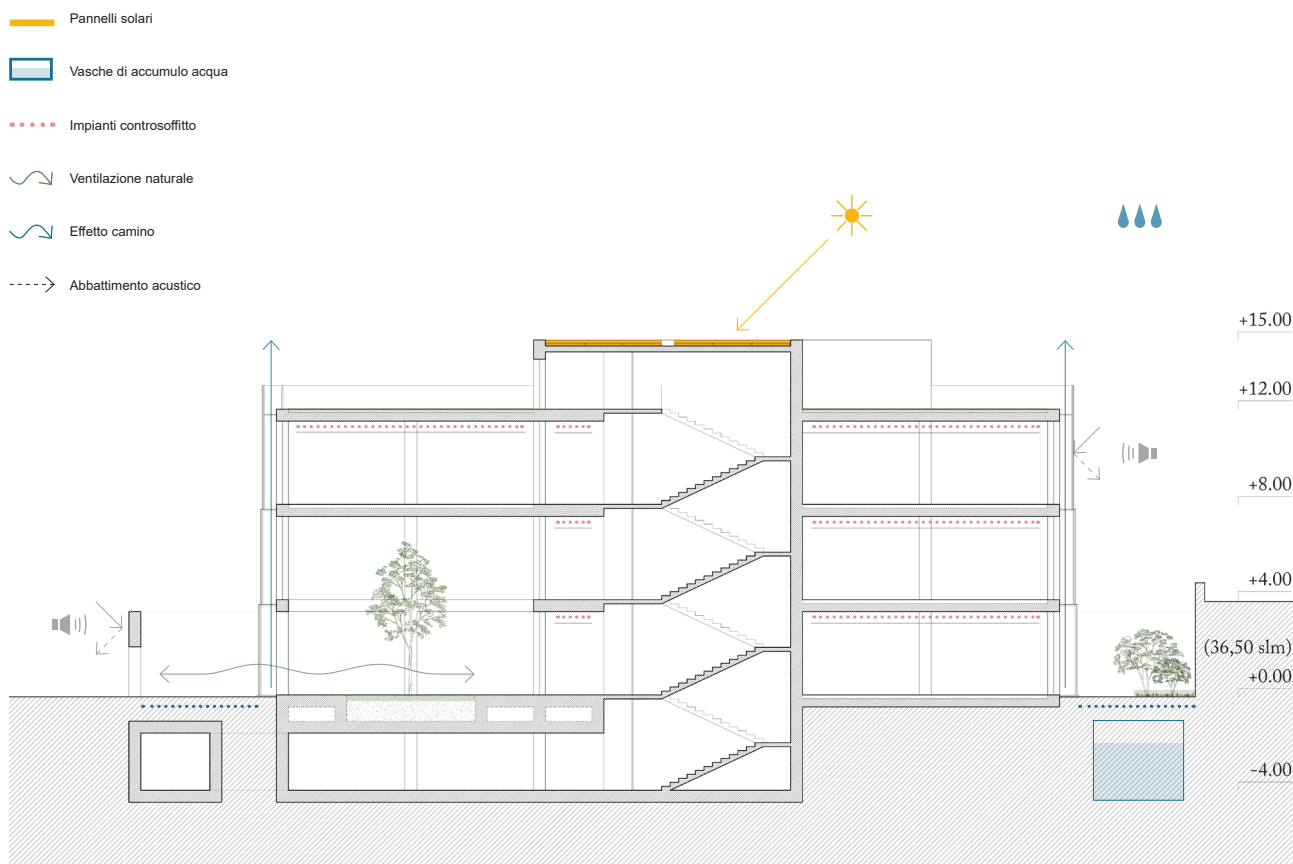 Pannelli solari
Vasche di accumulo acqua
Impianti controsoffitto
Ventilazione naturale
Effetto camino
Abbattimento acustico
+15.00
+12.00
+8.00
+4.00
(36,50 slm)
+0.00
-4.00